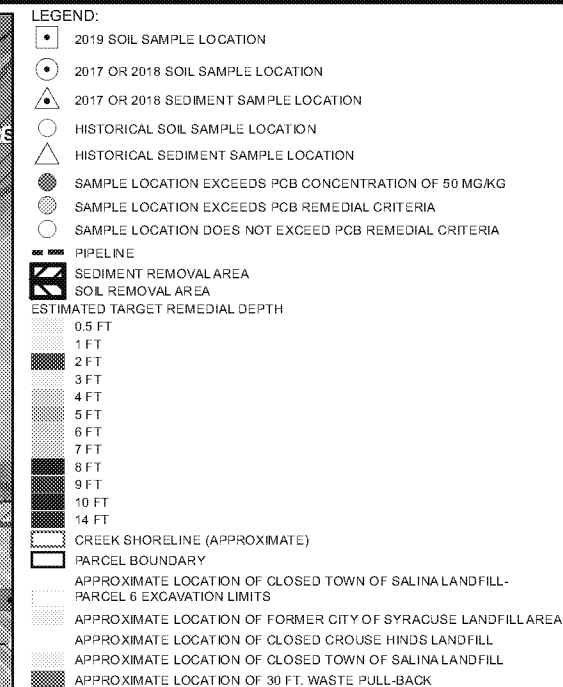 LEGEND:
2019 SOIL SAMPLE LOCATION
2017 OR 2018 SOIL SAMPLE LOCATION
2017 OR 2018 SEDIMENT SAMPLE LOCATION
HISTORICAL SOIL SAMPLE LOCATION
HISTORICAL SEDIMENT SAMPLE LOCATION
SAMPLE LOCATION EXCEEDS PCB CONCENTRATION OF 50 MG/KG
SAMPLE LOCATION EXCEEDS PCB REMEDIAL CRITERIA
SAMPLE LOCATION DOES NOT EXCEED PCB REMEDIAL CRITERIA
PIPELINE
SEDIMENT REMOVAL AREA
SOIL REMOVAL AREA
ESTIMATED TARGET REMEDIAL DEPTH
0.5 FT
1 FT
2 FT
3 FT
4 FT
5 FT
6 FT
7 FT
8 FT
9 FT
10 FT
14 FT
CREEK SHORELINE (APPROXIMATE)
PARCEL BOUNDARY
APPROXIMATE LOCATION OF CLOSED TOWN OF SALINA LANDFILL-
PARCEL 6 EXCAVATION LIMITS
APPROXIMATE LOCATION OF FORMER CITY OF SYRACUSE LANDFILL AREA
APPROXIMATE LOCATION OF CLOSED CROUSE HINDS LANDFILL
APPROXIMATE LOCATION OF CLOSED TOWN OF SALINA LANDFILL
APPROXIMATE LOCATION OF 30 FT. WASTE PULL-BACK